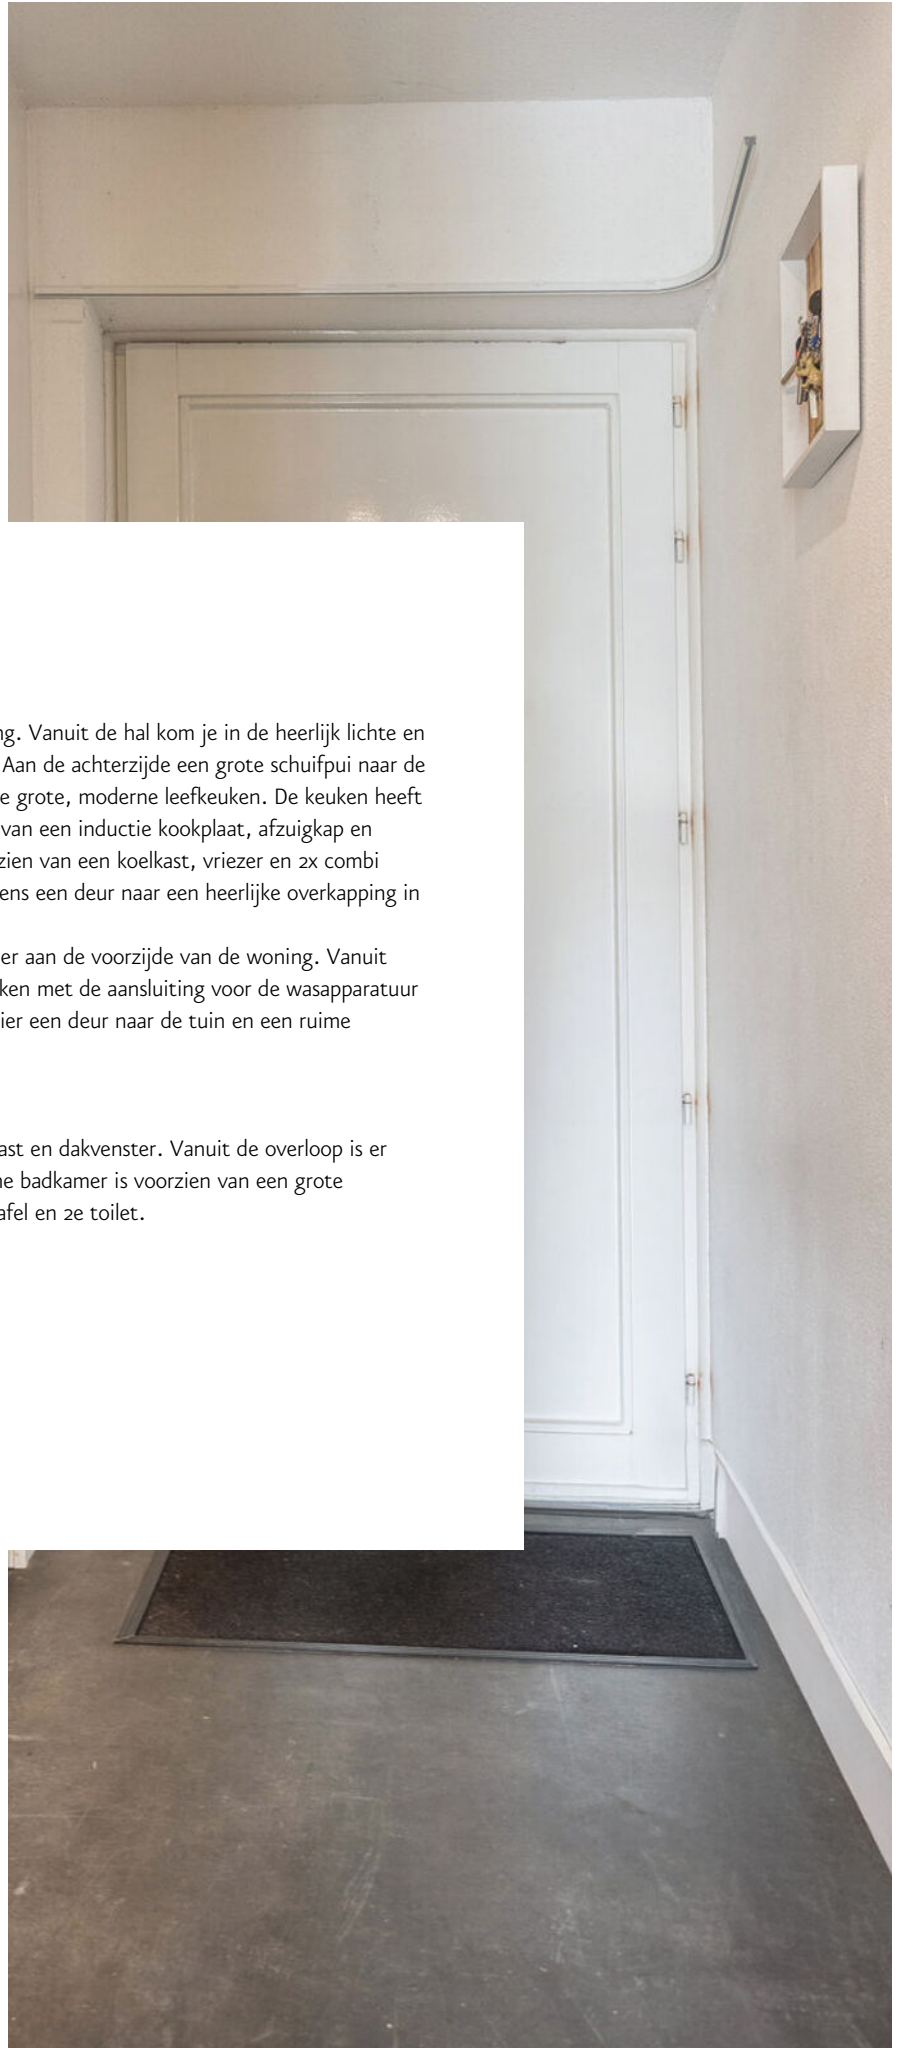 ng. Vanuit de hal kom je in de heerlijk lichte en
Aan de achterzijde een grote schuifpui naar de
e grote, moderne leefkeuken. De keuken heeft
van een inductie kookplaat, afzuigkap en
zien van een koelkast, vriezer en 2x combi
ens een deur naar een heerlijke overkapping in
er aan de voorzijde van de woning. Vanuit
ken met de aansluiting voor de wasapparatuur
ier een deur naar de tuin en een ruime
ast en dakvenster. Vanuit de overloop is er
ne badkamer is voorzien van een grote
afel en 2e toilet.